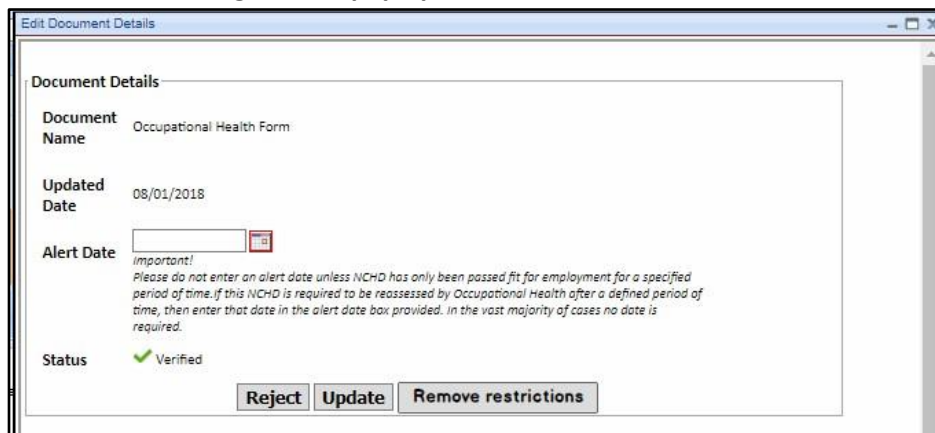 Edit Document Details
Document Details
Document Name
Occupational Health Form
Updated Date
08/01/2018
Alert Date
Important!
Please do not enter an alert date unless NCHD has only been passed fit for employment for a specified
period of time.If this NCHD is required to be reassessed by Occupational Health after a defined period of
time, then enter that date in the alert date box provided. In the vast majority of cases no date is
required.
Status
Verified
Reject Update Remove restrictions